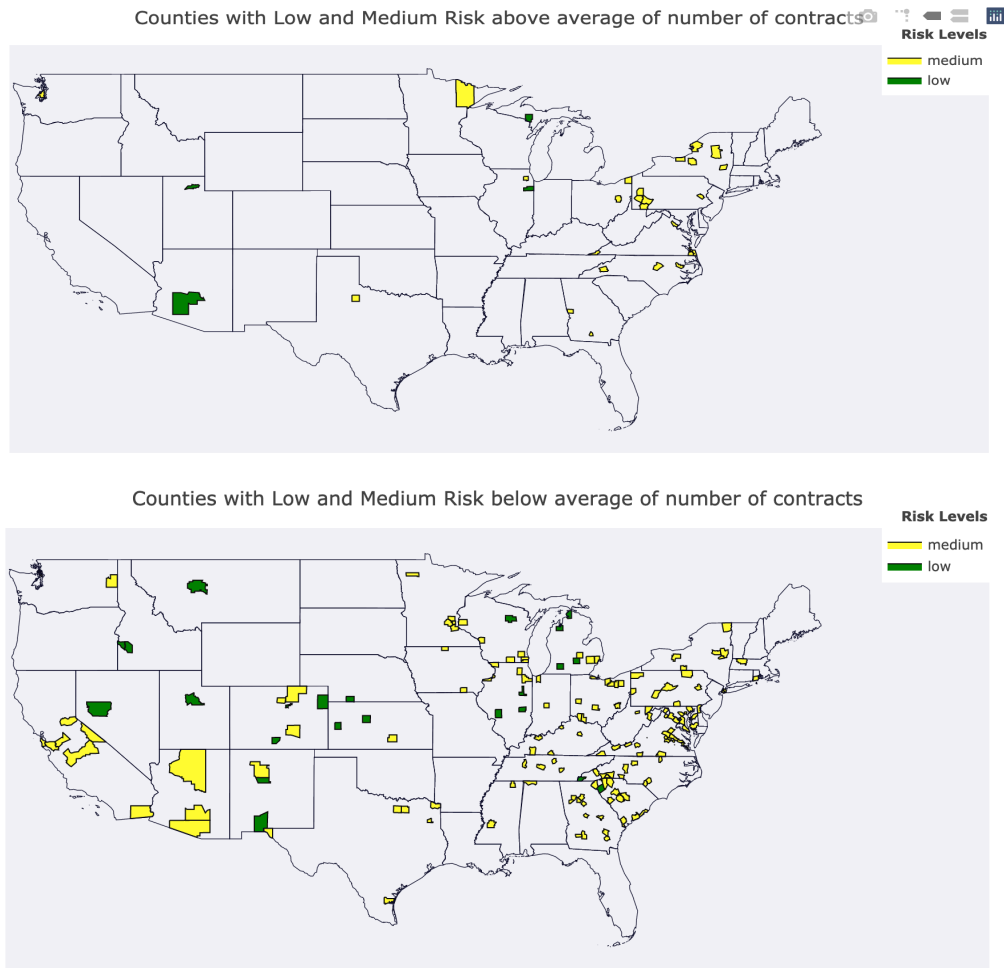 Counties with Low and Medium Risk above average of number of contracts
Risk Levels
medium
low
Counties with Low and Medium Risk below average of number of contracts
Risk Levels
medium
low